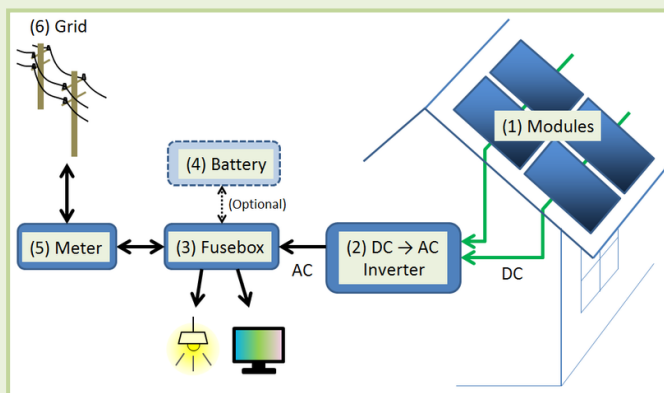 (6) Grid
(1) Modules
(4) Battery
(Optional)
(5) Meter
(3) Fusebox
AC
(2) DC → AC
Inverter
DC